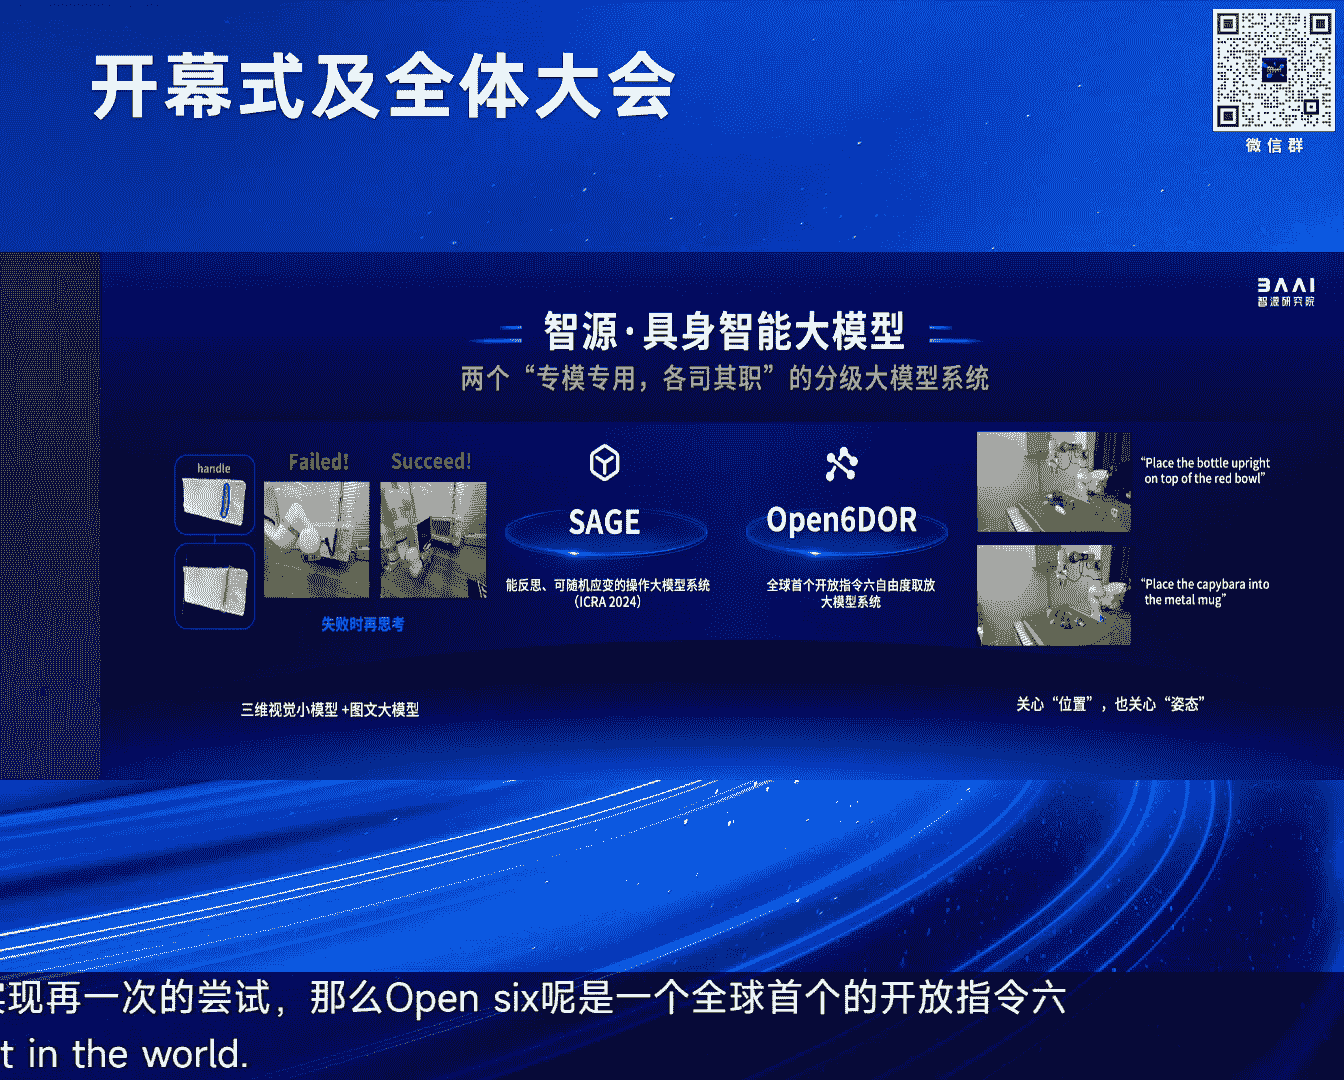 开幕式及全体大会
微信群
BAAI
智源研究院
智源·具身智能大模型
两个“专模专用，各司其职”的分级大模型系统
handle
Failed!
Succeed!
失败时再思考
三维视觉小模型+图文大模型
SAGE
能反思、可随机应变的操作大模型系统
（ICRA 2024）
Open6DOR
全球首个开放指令六自由度取放
大模型系统
“Place the bottle upright
on top of the red bowl”
“Place the capybara into
the metal mug”
关心“位置”，也关心“姿态”
现再一次的尝试，那么Open six呢是一个全球首个的开放指令六
t in the world.